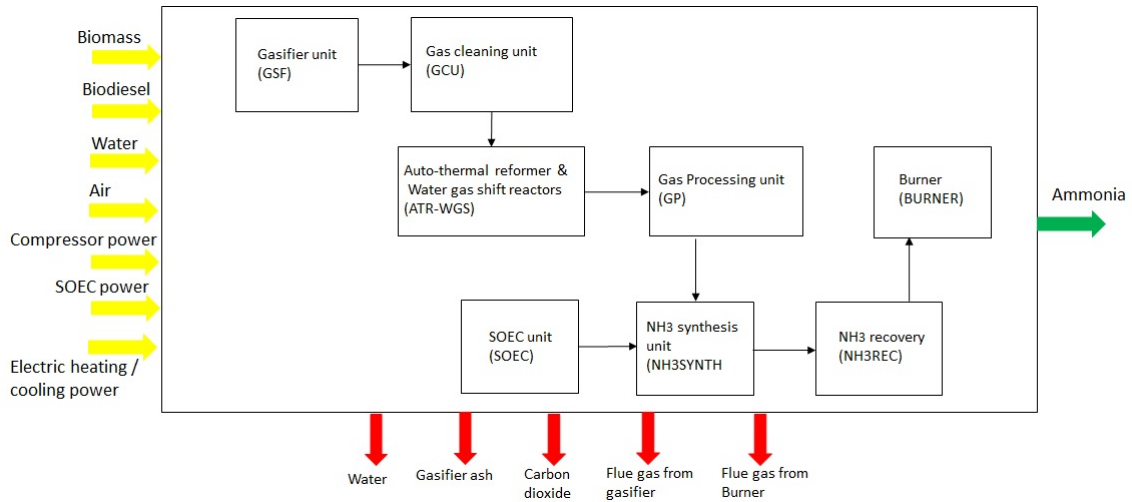 Biomass
Biodiesel
Water
Air
Compressor power
SOEC power
Electric heating /
cooling power
Gasifier unit
(GSF)
Gas cleaning unit
(GCU)
Auto-thermal reformer &
Water gas shift reactors
(ATR-WGS)
Gas Processing unit
(GP)
Burner
(BURNER)
SOEC unit
(SOEC)
NH3 synthesis
unit
(NH3SYNTH
NH3 recovery
(NH3REC)
Ammonia
Water
Gasifier ash
Carbon
dioxide
Flue gas from
gasifier
Flue gas from
Burner